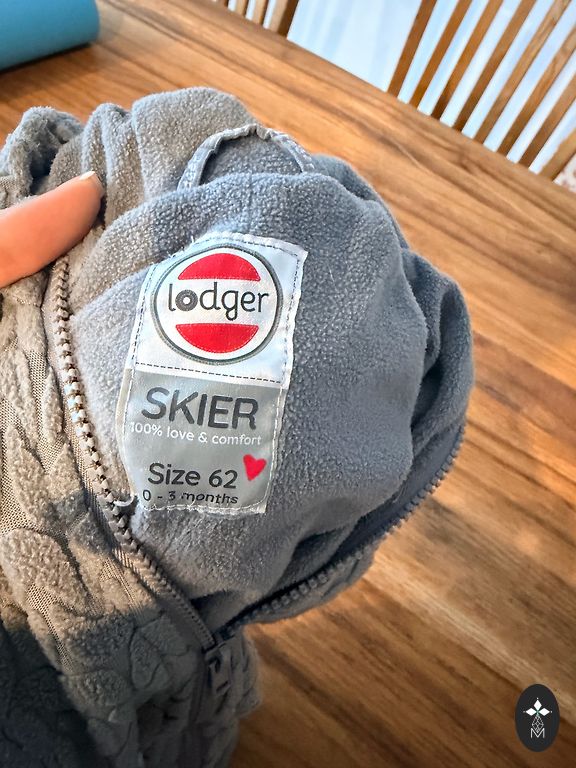 lodger
SKIER
100% love & comfort
Size 62
0 - 3 months
M